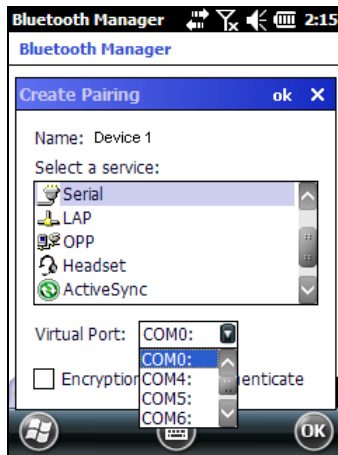 Bluetooth Manager 2:15
Bluetooth Manager
Create Pairing ok X
Name: Device 1
Select a service:
Serial
LAP
OPP
Headset
ActiveSync
Virtual Port: COM0:
COM0:
COM4:
COM5:
COM6:
Encryption enticate
OK